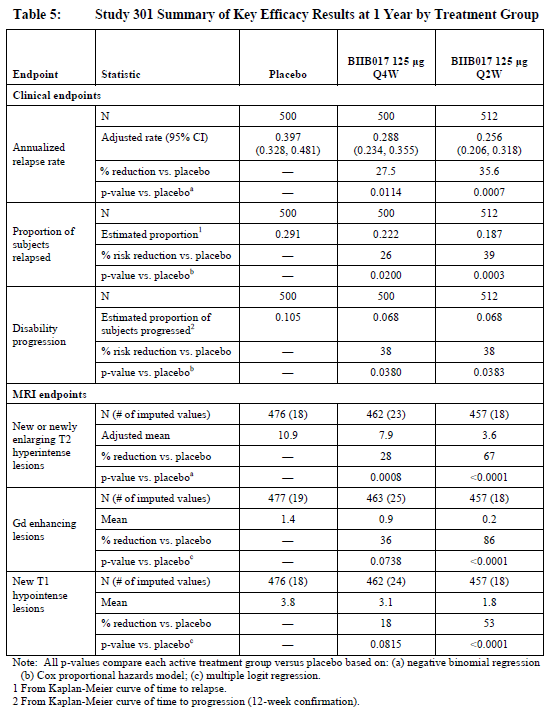 Table 5: Study 301 Summary of Key Efficacy Results at 1 Year by Treatment Group
Endpoint Statistic Placebo BIIB017 125 µg Q4W BIIB017 125 µg Q2W
Clinical endpoints
Annualized relapse rate
N 500 500 512
Adjusted rate (95% CI) 0.397 (0.328, 0.481) 0.288 (0.234, 0.355) 0.256 (0.206, 0.318)
% reduction vs. placebo — 27.5 35.6
p-value vs. placeboa — 0.0114 0.0007
Proportion of subjects relapsed
N 500 500 512
Estimated proportion1 0.291 0.222 0.187
% risk reduction vs. placebo — 26 39
p-value vs. placebob — 0.0200 0.0003
Disability progression
N 500 500 512
Estimated proportion of subjects progressed2 0.105 0.068 0.068
% risk reduction vs. placebo — 38 38
p-value vs. placebob — 0.0380 0.0383
MRI endpoints
New or newly enlarging T2 hyperintense lesions
N (# of imputed values) 476 (18) 462 (23) 457 (18)
Adjusted mean 10.9 7.9 3.6
% reduction vs. placebo — 28 67
p-value vs. placeboa — 0.0008 <0.0001
Gd enhancing lesions
N (# of imputed values) 477 (19) 463 (25) 457 (18)
Mean 1.4 0.9 0.2
% reduction vs. placebo — 36 86
p-value vs. placeboc — 0.0738 <0.0001
New T1 hypointense lesions
N (# of imputed values) 476 (18) 462 (24) 457 (18)
Mean 3.8 3.1 1.8
% reduction vs. placebo — 18 53
p-value vs. placeboc — 0.0815 <0.0001
Note: All p-values compare each active treatment group versus placebo based on: (a) negative binomial regression
(b) Cox proportional hazards model; (c) multiple logit regression.
1 From Kaplan-Meier curve of time to relapse.
2 From Kaplan-Meier curve of time to progression (12-week confirmation).